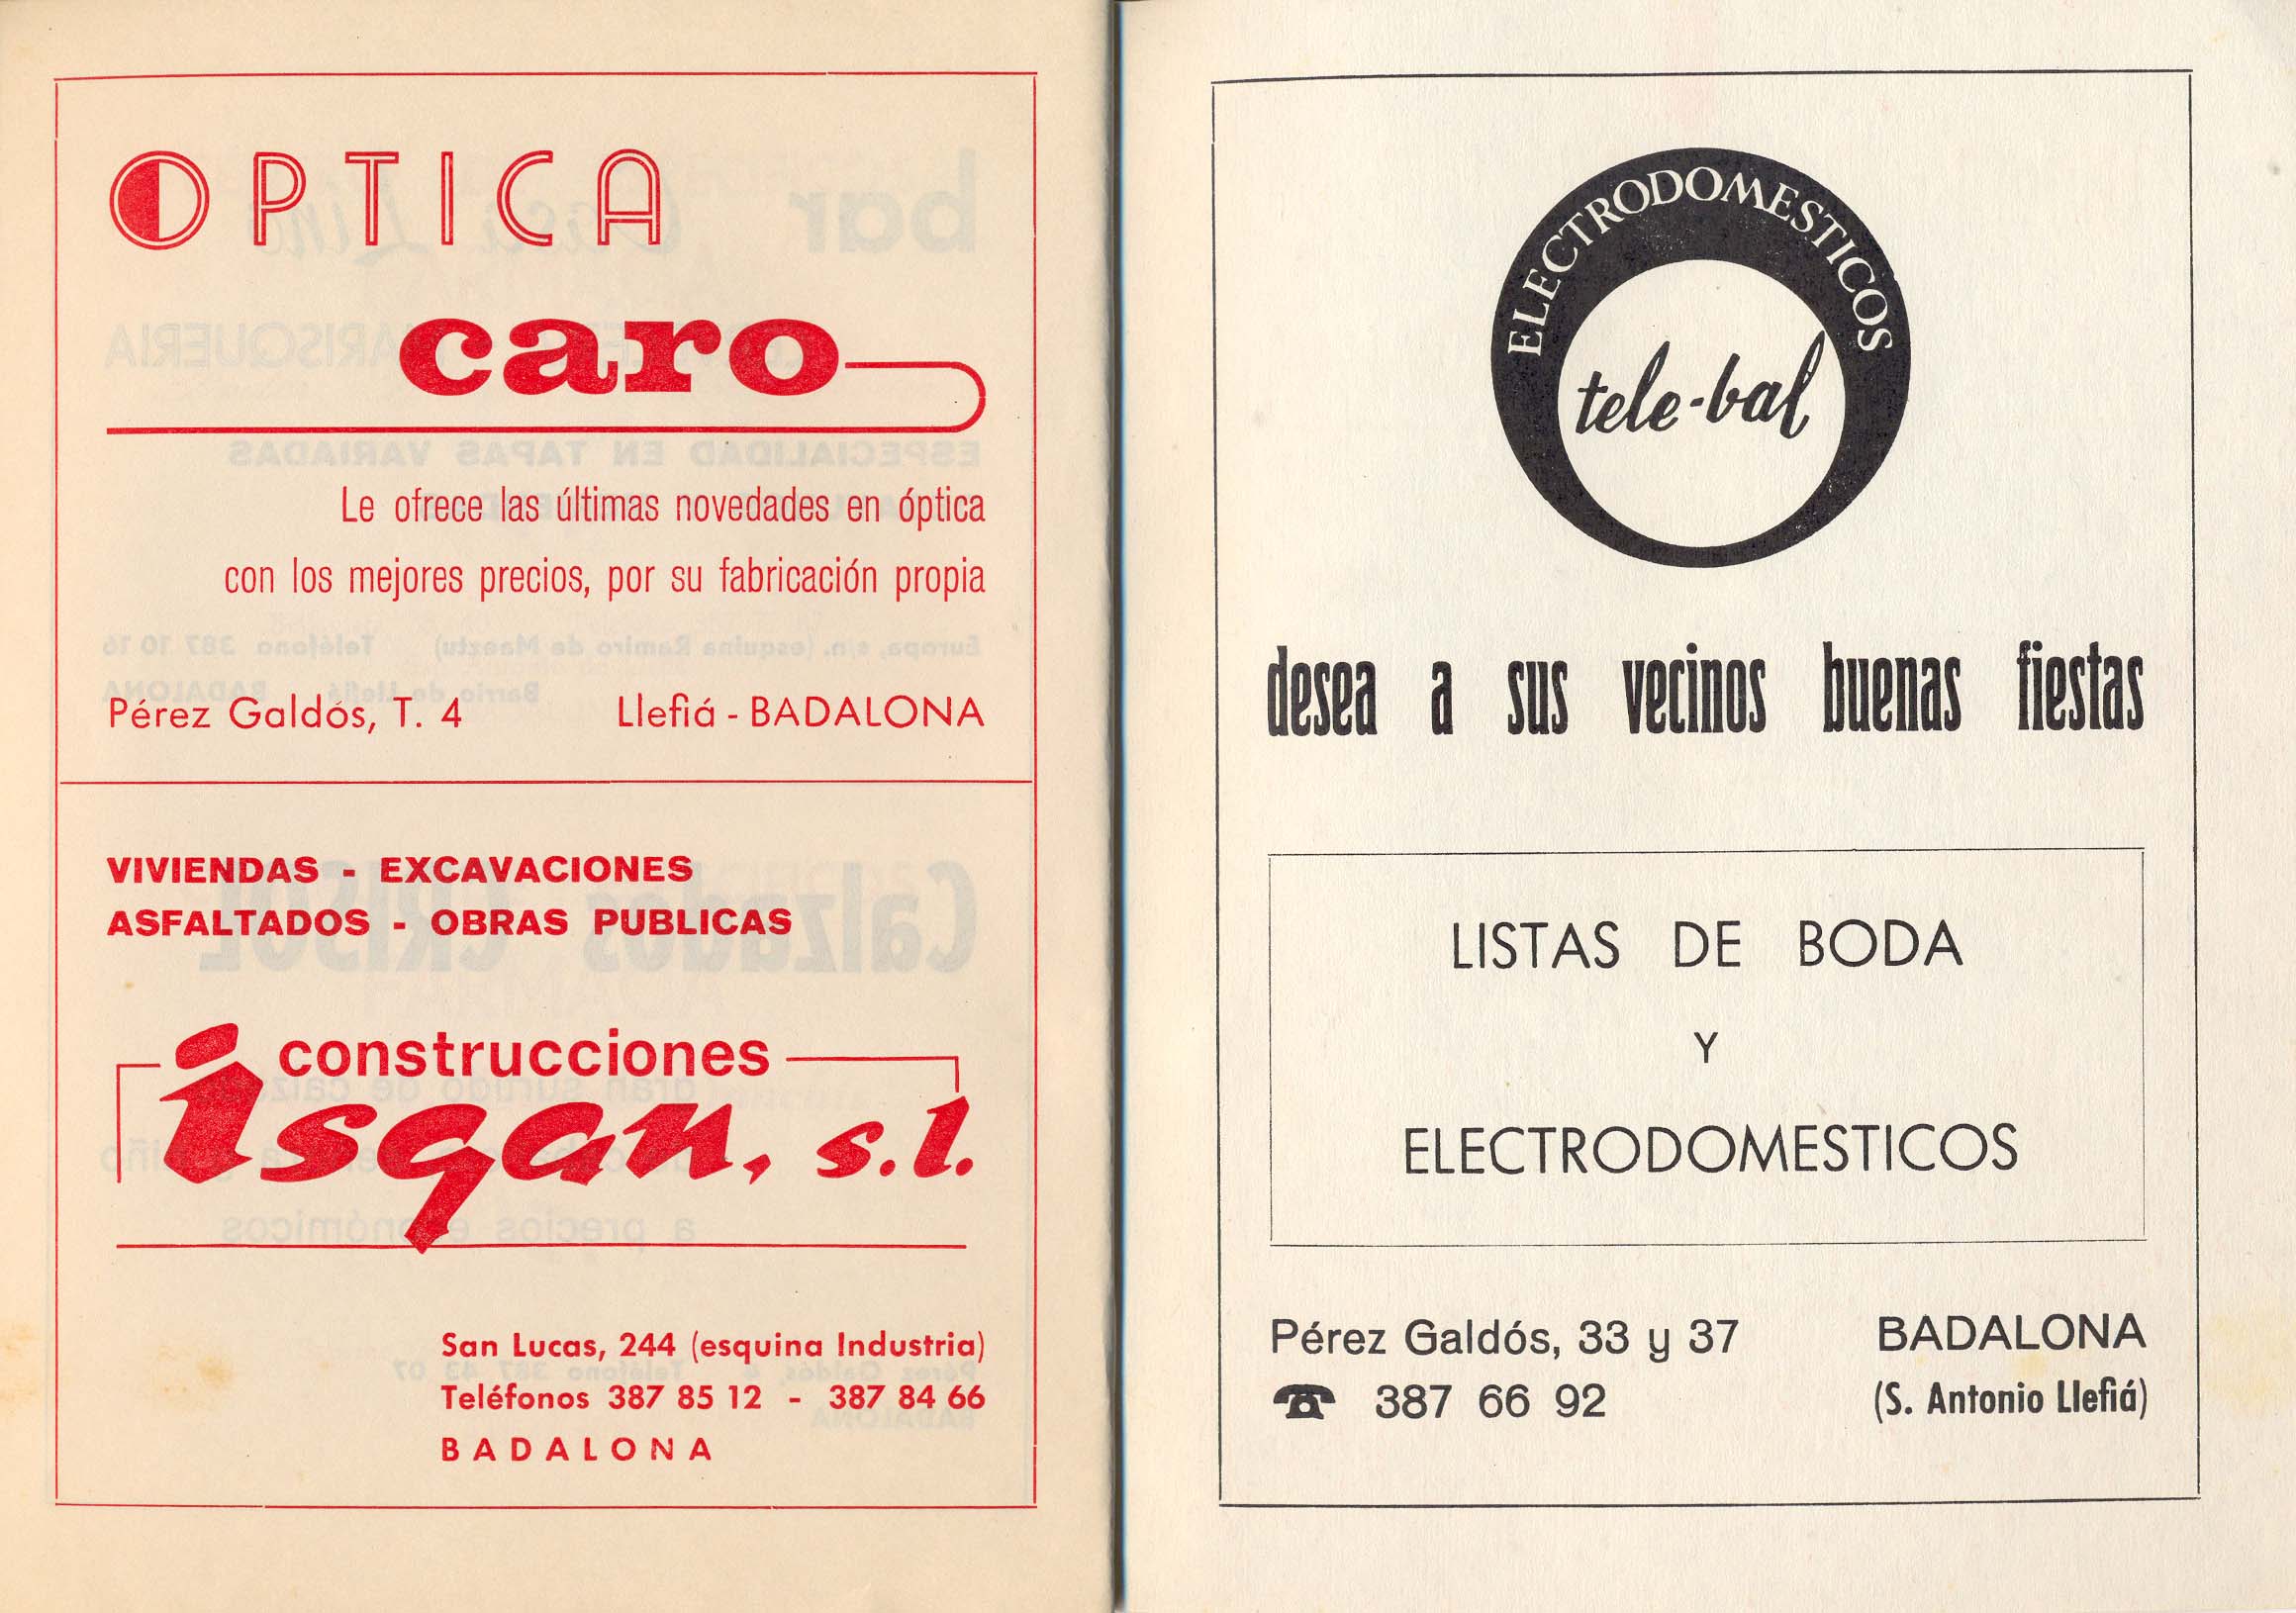 OPTICA
caro
Le ofrece las últimas novedades en óptica
con los mejores precios, por su fabricación propia
Pérez Galdós, T. 4 Llefiá - BADALONA
VIVIENDAS - EXCAVACIONES
ASFALTADOS - OBRAS PUBLICAS
construcciones
isgan, s.l.
San Lucas, 244 (esquina Industria)
Teléfonos 387 85 12 - 387 84 66
BADALONA
ELECTRODOMESTICOS
tele-bal
desea a sus vecinos buenas fiestas
LISTAS DE BODA
Y
ELECTRODOMESTICOS
Pérez Galdós, 33 y 37 BADALONA
☎ 387 66 92 (S. Antonio Llefiá)